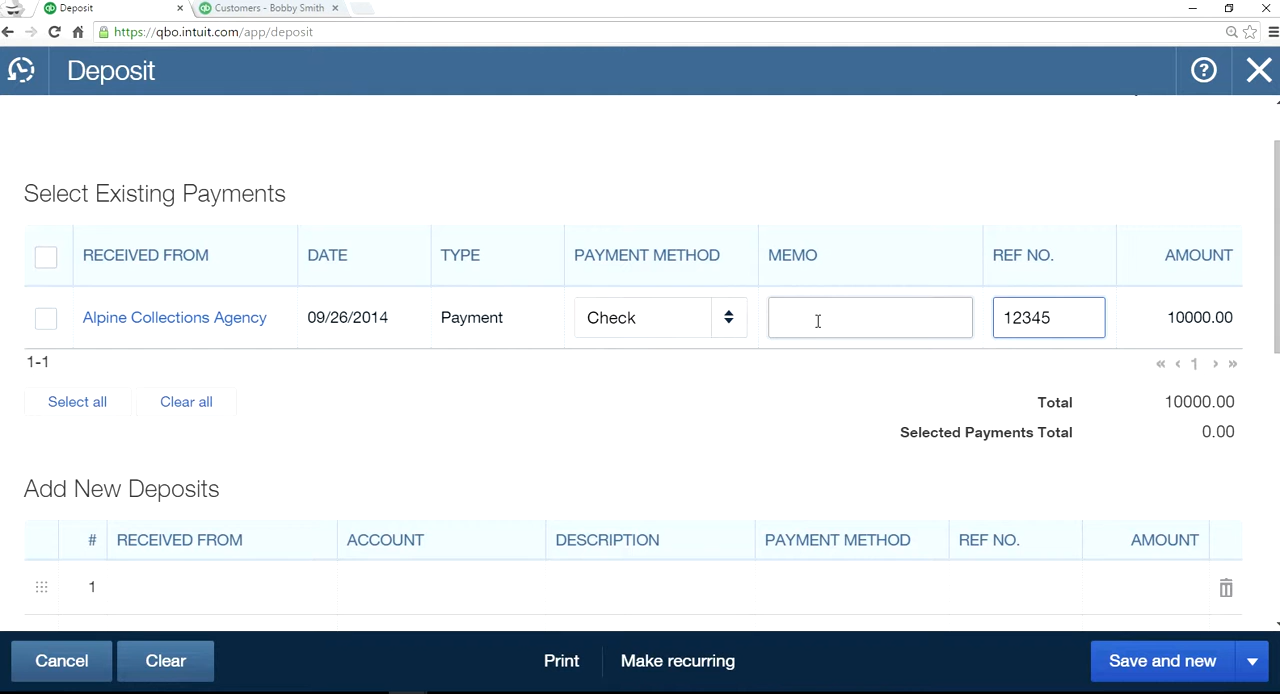 Deposit
Customers - Bobby Smith
https://qbo.intuit.com/app/deposit
Deposit
Select Existing Payments
RECEIVED FROM DATE TYPE PAYMENT METHOD MEMO REF NO. AMOUNT
Alpine Collections Agency 09/26/2014 Payment Check 12345 10000.00
1-1
« ‹ 1 › »
Select all Clear all
Total 10000.00
Selected Payments Total 0.00
Add New Deposits
# RECEIVED FROM ACCOUNT DESCRIPTION PAYMENT METHOD REF NO. AMOUNT
1
Cancel Clear Print Make recurring Save and new